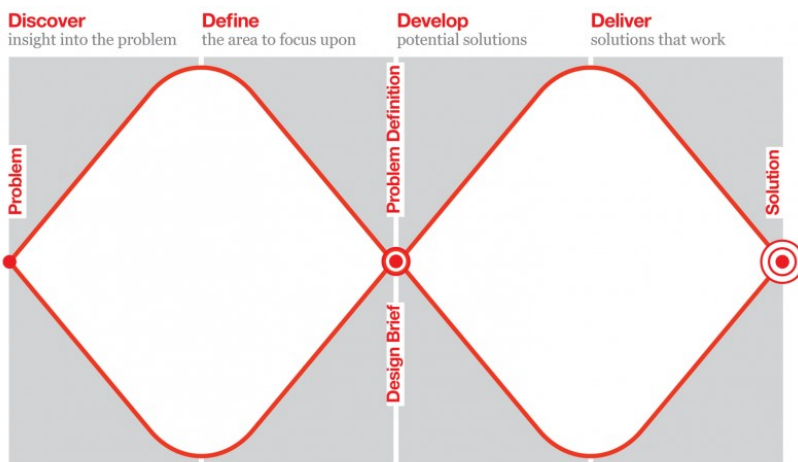 Discover
insight into the problem
Define
the area to focus upon
Develop
potential solutions
Deliver
solutions that work
Problem
Problem Definition
Design Brief
Solution